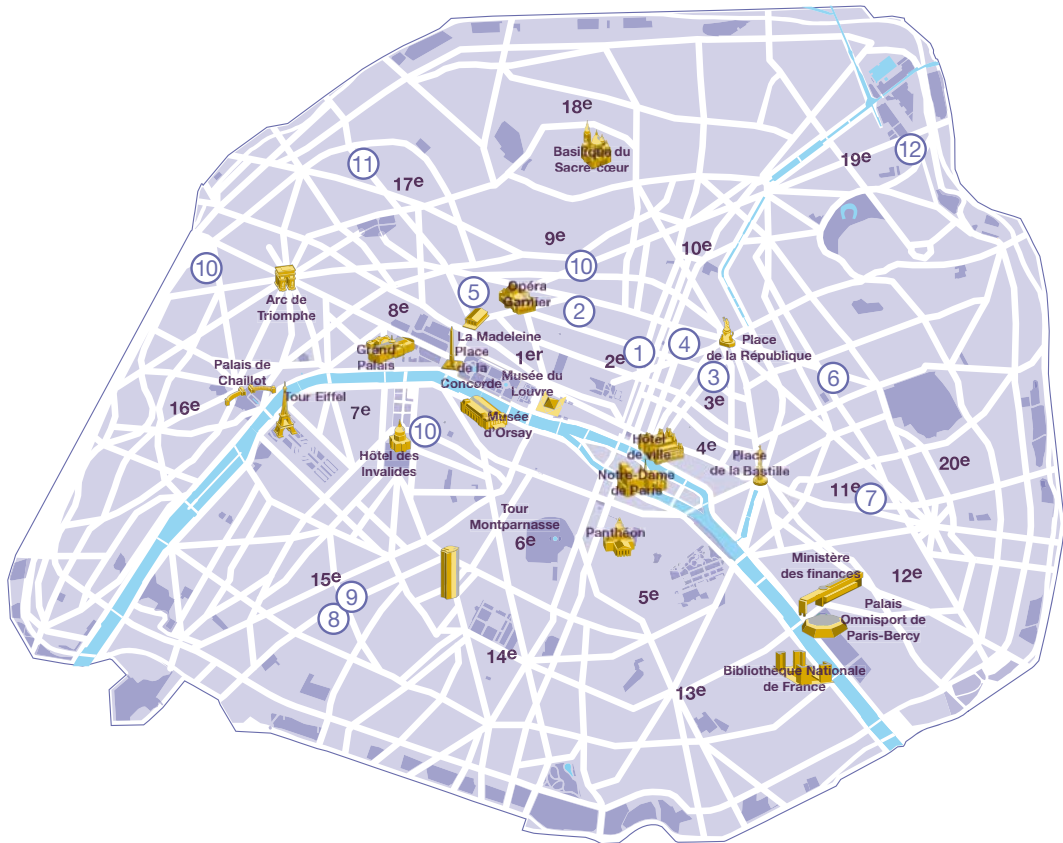 18e
Basilique du
Sacré-cœur
19e
12
11
17e
9e
10e
10
10
Arc de
Triomphe
5
Opéra
Garnier
2
8e
La Madeleine
1er
Place
de la
Concorde
Grand
Palais
2e
1
4
Place
de la République
3
3e
6
Palais de
Chaillot
Tour Eiffel
16e
7e
Musée du
Louvre
Musée
d'Orsay
10
Hôtel des
Invalides
Hôtel
de ville
4e
Place
de la Bastille
20e
Notre-Dame
de Paris
11e
7
Tour
Montparnasse
6e
Panthéon
Ministère
des finances
12e
15e
9
8
5e
Palais
Omnisport de
Paris-Bercy
14e
Bibliothèque Nationale
de France
13e